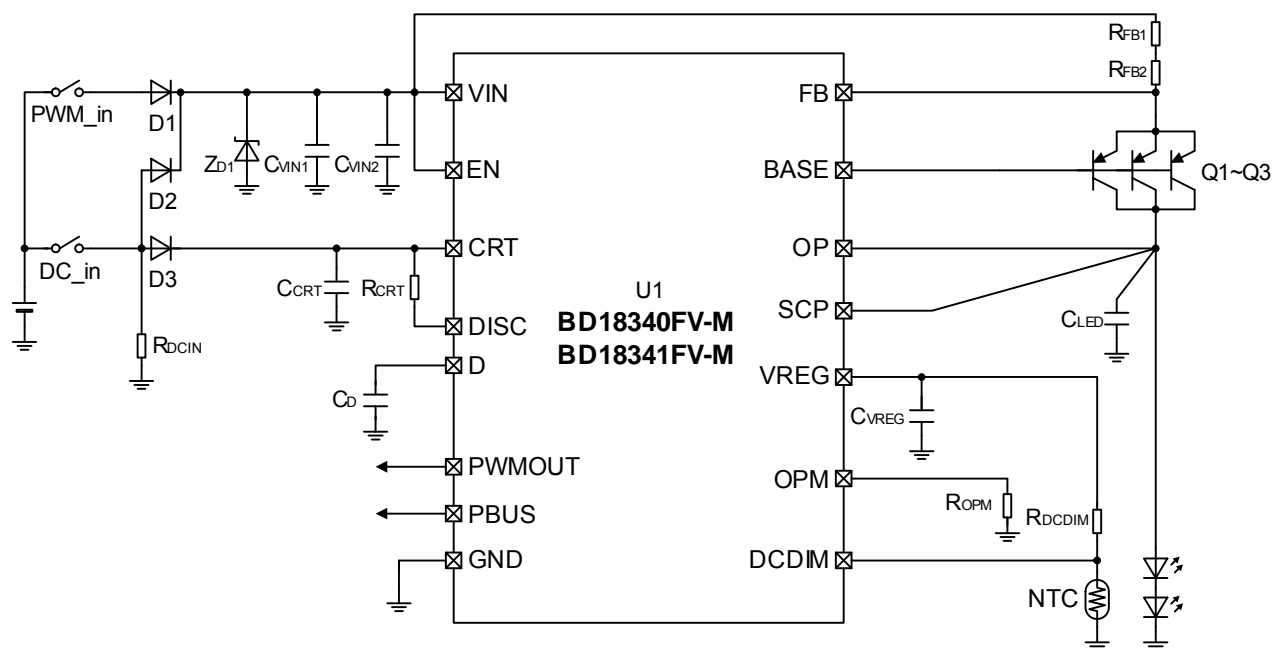 RFB1
RFB2
PWM_in
D1
D2
DC_in
D3
ZD1
CVIN1
CVIN2
CCRT
RCRT
RDCIN
CD
VIN
EN
CRT
DISC
D
PWMOUT
PBUS
GND
U1
BD18340FV-M
BD18341FV-M
FB
BASE
OP
SCP
VREG
OPM
DCDIM
Q1~Q3
CLED
CVREG
ROPM
RDCDIM
NTC